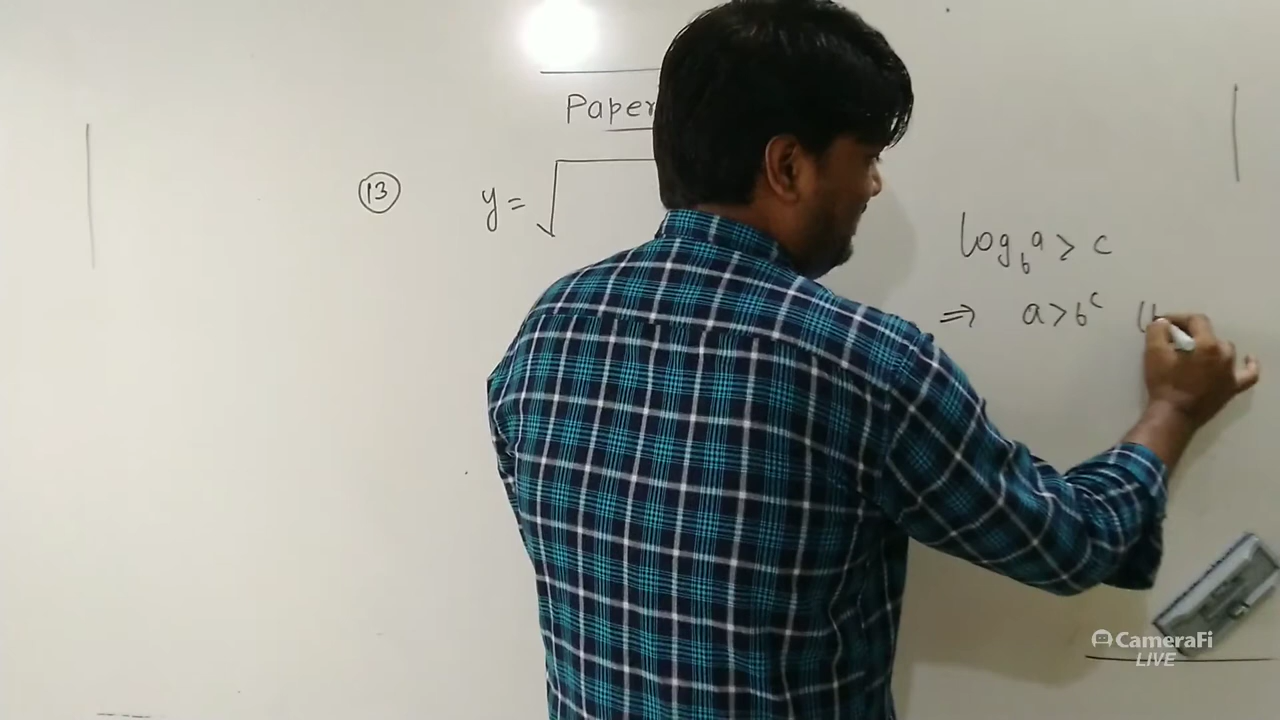 Paper
13 y = √
log_b a > c
⇒ a > b^c (b
CameraFi
LIVE